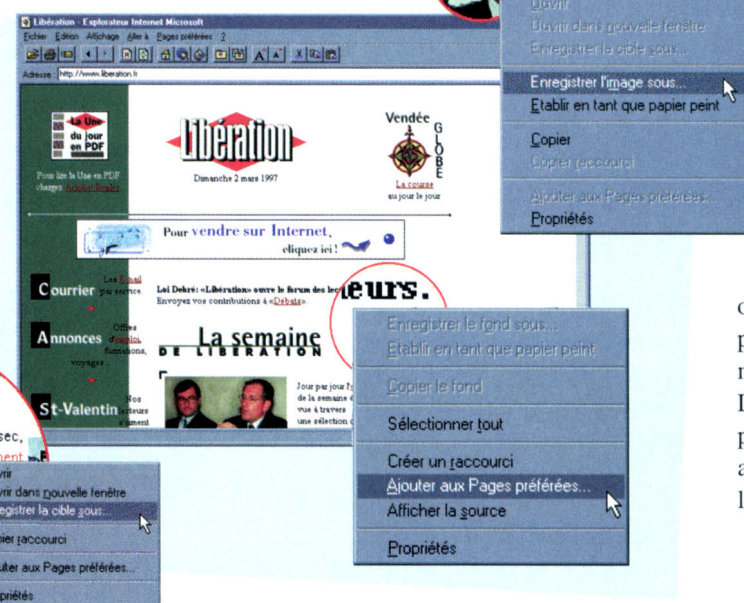 Libération - Explorateur Internet Microsoft
Fichier Edition Affichage Aller à Pages préférées ?
Adresse : http://www.liberation.fr
La Une
du jour
en PDF
Pour lire la Une en PDF
chargez Acrobat Reader
Libération
Dimanche 2 mars 1997
Vendée
GLOBE
La course
au jour le jour
Pour vendre sur Internet,
cliquez ici !
Courrier
Les E-mail
par service.
Loi Debré: «Libération» ouvre le forum des lec
eurs.
Envoyez vos contributions à «Débats».
Annonces
Offres
d'emploi,
formations,
voyages...
La semaine
DE LIBERATION
Jour par jour l'
de la semaine
vue à travers
une sélection
St-Valentin
Nos
lecteurs
s'aiment
Ouvrir
Ouvrir dans nouvelle fenêtre
Enregistrer la cible sous...
Enregistrer l'image sous...
Etablir en tant que papier peint
Copier
Copier raccourci
Ajouter aux Pages préférées...
Propriétés
Enregistrer le fond sous...
Etablir en tant que papier peint
Copier le fond
Sélectionner tout
Créer un raccourci
Ajouter aux Pages préférées...
Afficher la source
Propriétés
sec,
ment
vrir
vrir dans nouvelle fenêtre
egistrer la cible sous...
pier raccourci
uter aux Pages préférées...
priétés